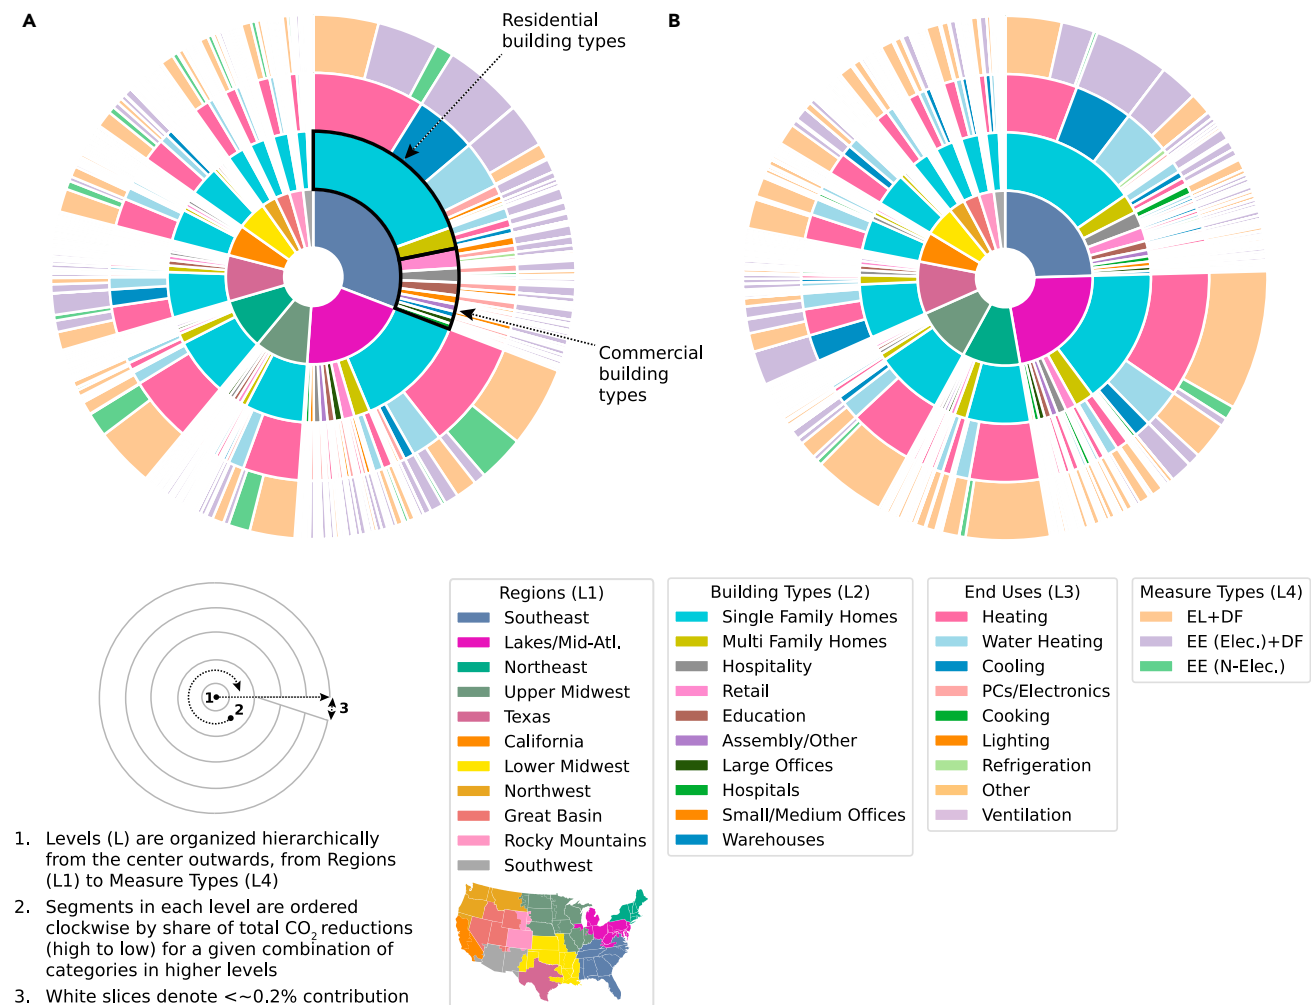 A
Residential
building types
B
Commercial
building
types
1
2
3
1. Levels (L) are organized hierarchically
from the center outwards, from Regions
(L1) to Measure Types (L4)
2. Segments in each level are ordered
clockwise by share of total CO2 reductions
(high to low) for a given combination of
categories in higher levels
3. White slices denote <~0.2% contribution
Regions (L1)
Southeast
Lakes/Mid-Atl.
Northeast
Upper Midwest
Texas
California
Lower Midwest
Northwest
Great Basin
Rocky Mountains
Southwest
Building Types (L2)
Single Family Homes
Multi Family Homes
Hospitality
Retail
Education
Assembly/Other
Large Offices
Hospitals
Small/Medium Offices
Warehouses
End Uses (L3)
Heating
Water Heating
Cooling
PCs/Electronics
Cooking
Lighting
Refrigeration
Other
Ventilation
Measure Types (L4)
EL+DF
EE (Elec.)+DF
EE (N-Elec.)